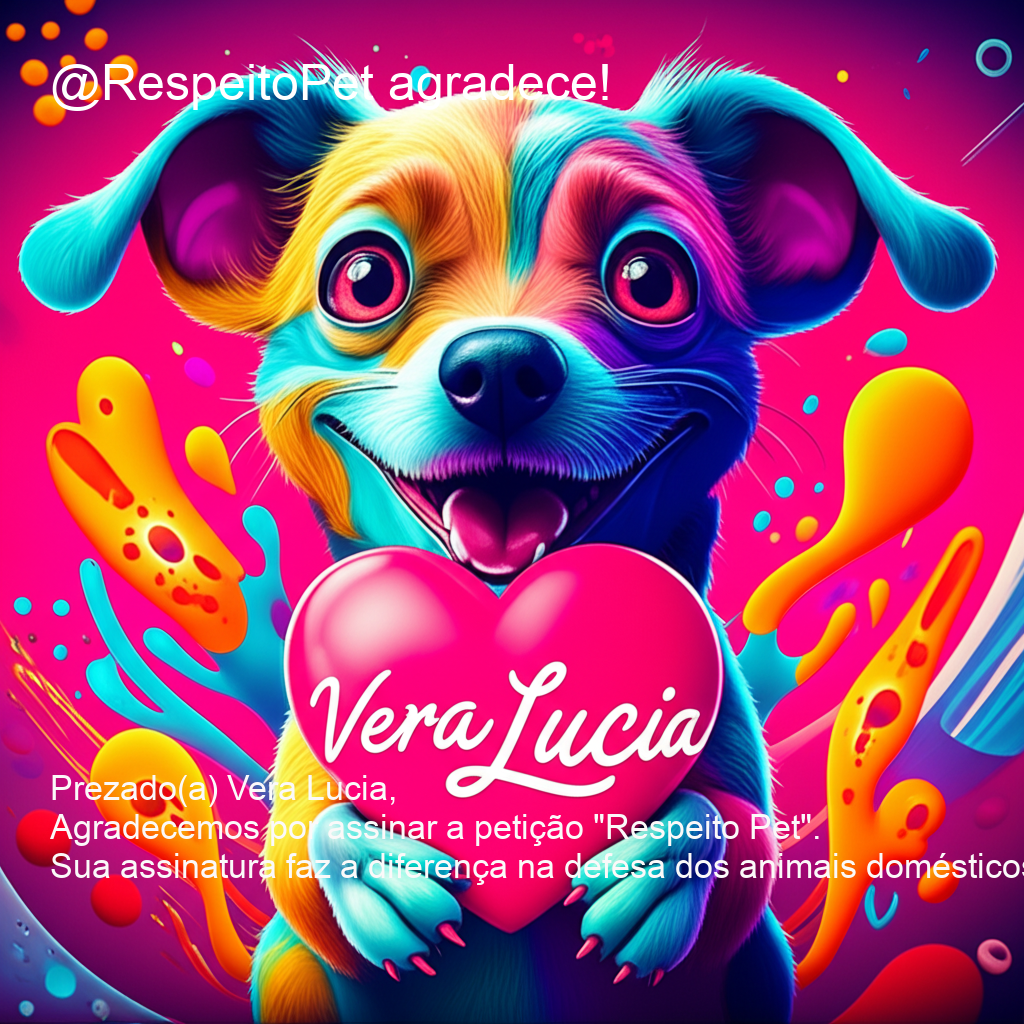 @RespeitoPet agradece!
Vera Lucia
Prezado(a) Vera Lucia,
Agradecemos por assinar a petição "Respeito Pet".
Sua assinatura faz a diferença na defesa dos animais domésticos